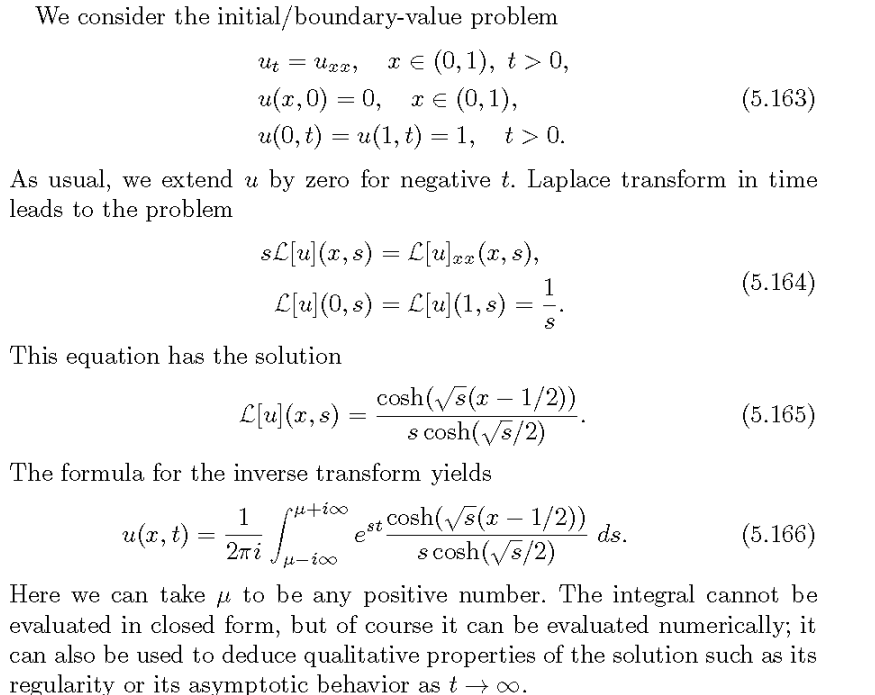 We consider the initial/boundary-value problem
u_t = u_{xx}, x ∈ (0, 1), t > 0,
u(x, 0) = 0, x ∈ (0, 1), (5.163)
u(0, t) = u(1, t) = 1, t > 0.
As usual, we extend u by zero for negative t. Laplace transform in time
leads to the problem
sℒ[u](x, s) = ℒ[u]_{xx}(x, s),
ℒ[u](0, s) = ℒ[u](1, s) = \frac{1}{s}. (5.164)
This equation has the solution
ℒ[u](x, s) = \frac{cosh(√s(x − 1/2))}{s cosh(√s/2)}. (5.165)
The formula for the inverse transform yields
u(x, t) = \frac{1}{2πi} ∫_{μ−i∞}^{μ+i∞} e^{st} \frac{cosh(√s(x − 1/2))}{s cosh(√s/2)} ds. (5.166)
Here we can take μ to be any positive number. The integral cannot be
evaluated in closed form, but of course it can be evaluated numerically; it
can also be used to deduce qualitative properties of the solution such as its
regularity or its asymptotic behavior as t → ∞.